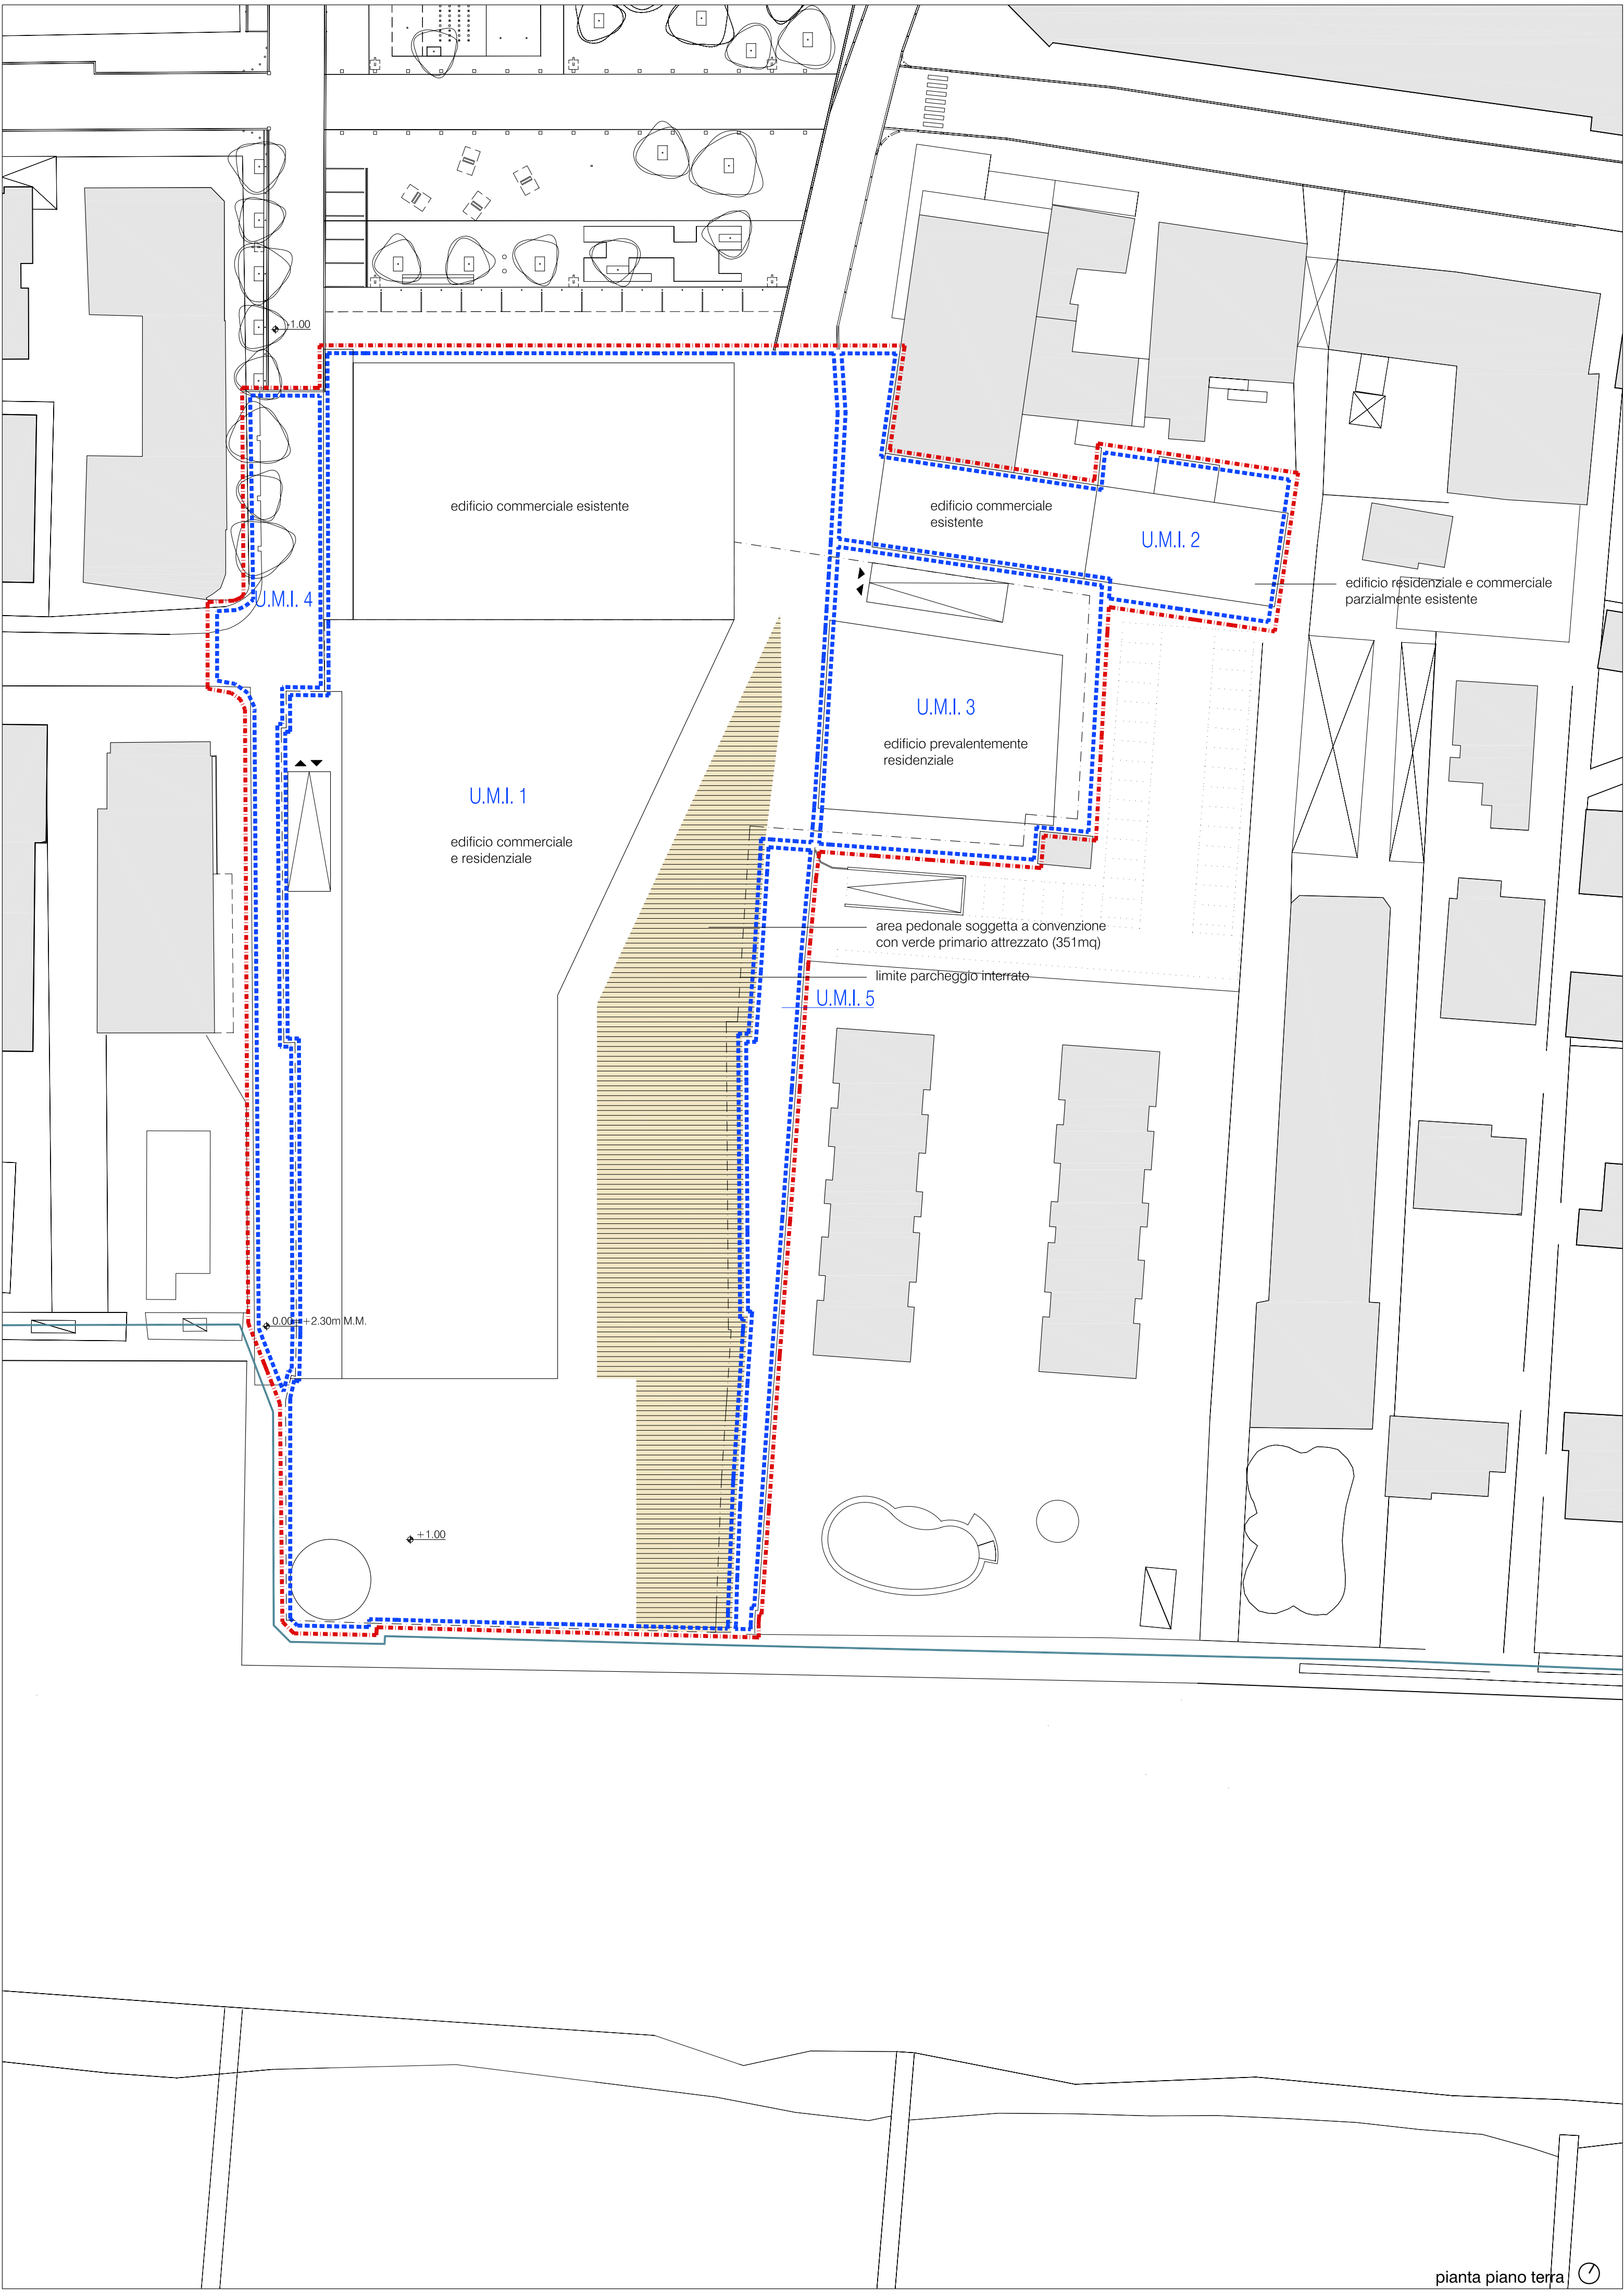 -1.00
edificio commerciale esistente
edificio commerciale
esistente
U.M.I. 2
edificio residenziale e commerciale
parzialmente esistente
U.M.I. 4
U.M.I. 3
edificio prevalentemente
residenziale
U.M.I. 1
edificio commerciale
e residenziale
area pedonale soggetta a convenzione
con verde primario attrezzato (351mq)
limite parcheggio interrato
U.M.I. 5
+2.30m M.M.
+1.00
pianta piano terra